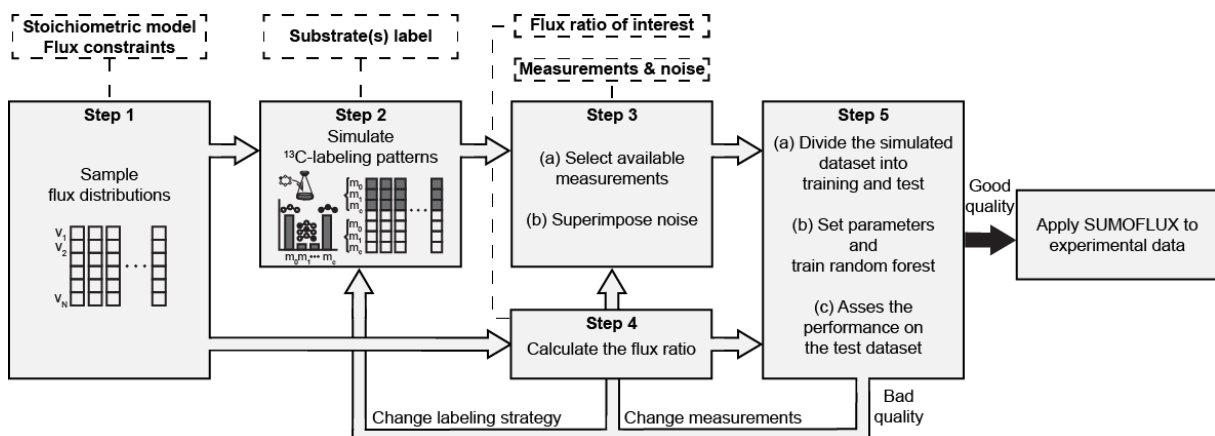 Stoichiometric model
Flux constraints
Substrate(s) label
Flux ratio of interest
Measurements & noise
Step 1
Sample
flux distributions
V1
V2
VN
Step 2
Simulate
¹³C-labeling patterns
m0
m1
mc
m0
m1
mc
m0m1••• mc
Step 3
(a) Select available
measurements
(b) Superimpose noise
Step 4
Calculate the flux ratio
Step 5
(a) Divide the simulated
dataset into
training and test
(b) Set parameters
and
train random forest
(c) Asses the
performance on
the test dataset
Good
quality
Apply SUMOFLUX to
experimental data
Bad
quality
Change labeling strategy
Change measurements